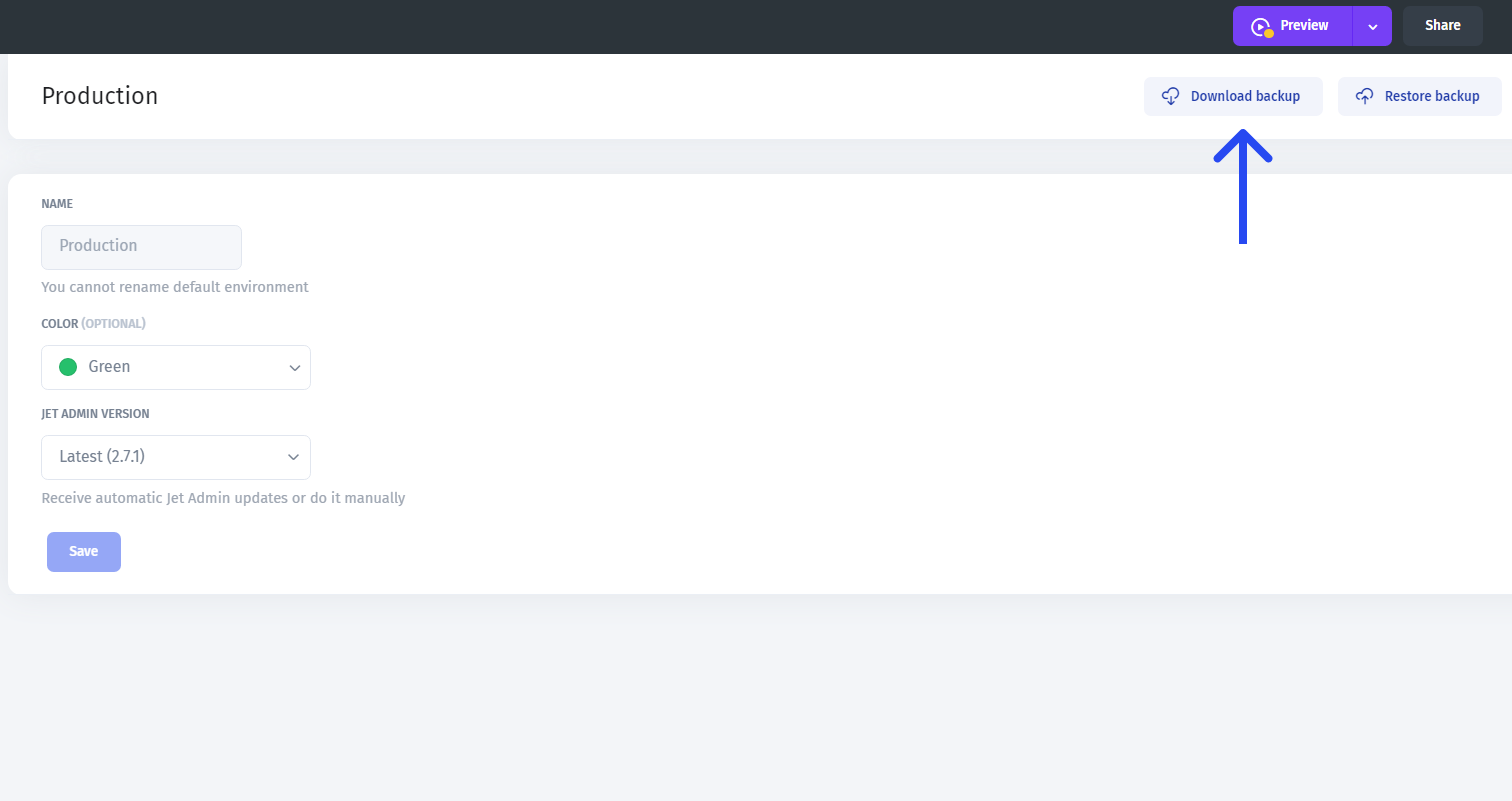 Preview
Share
Production
Download backup
Restore backup
NAME
Production
You cannot rename default environment
COLOR (OPTIONAL)
Green
JET ADMIN VERSION
Latest (2.7.1)
Receive automatic Jet Admin updates or do it manually
Save